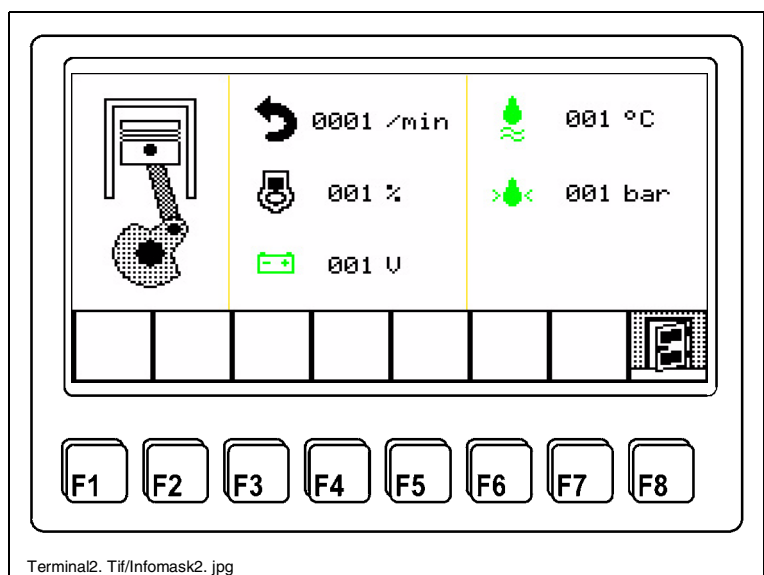 0001 /min
001 °C
001 %
001 bar
001 V
F1 F2 F3 F4 F5 F6 F7 F8
Terminal2. Tif/Infomask2. jpg